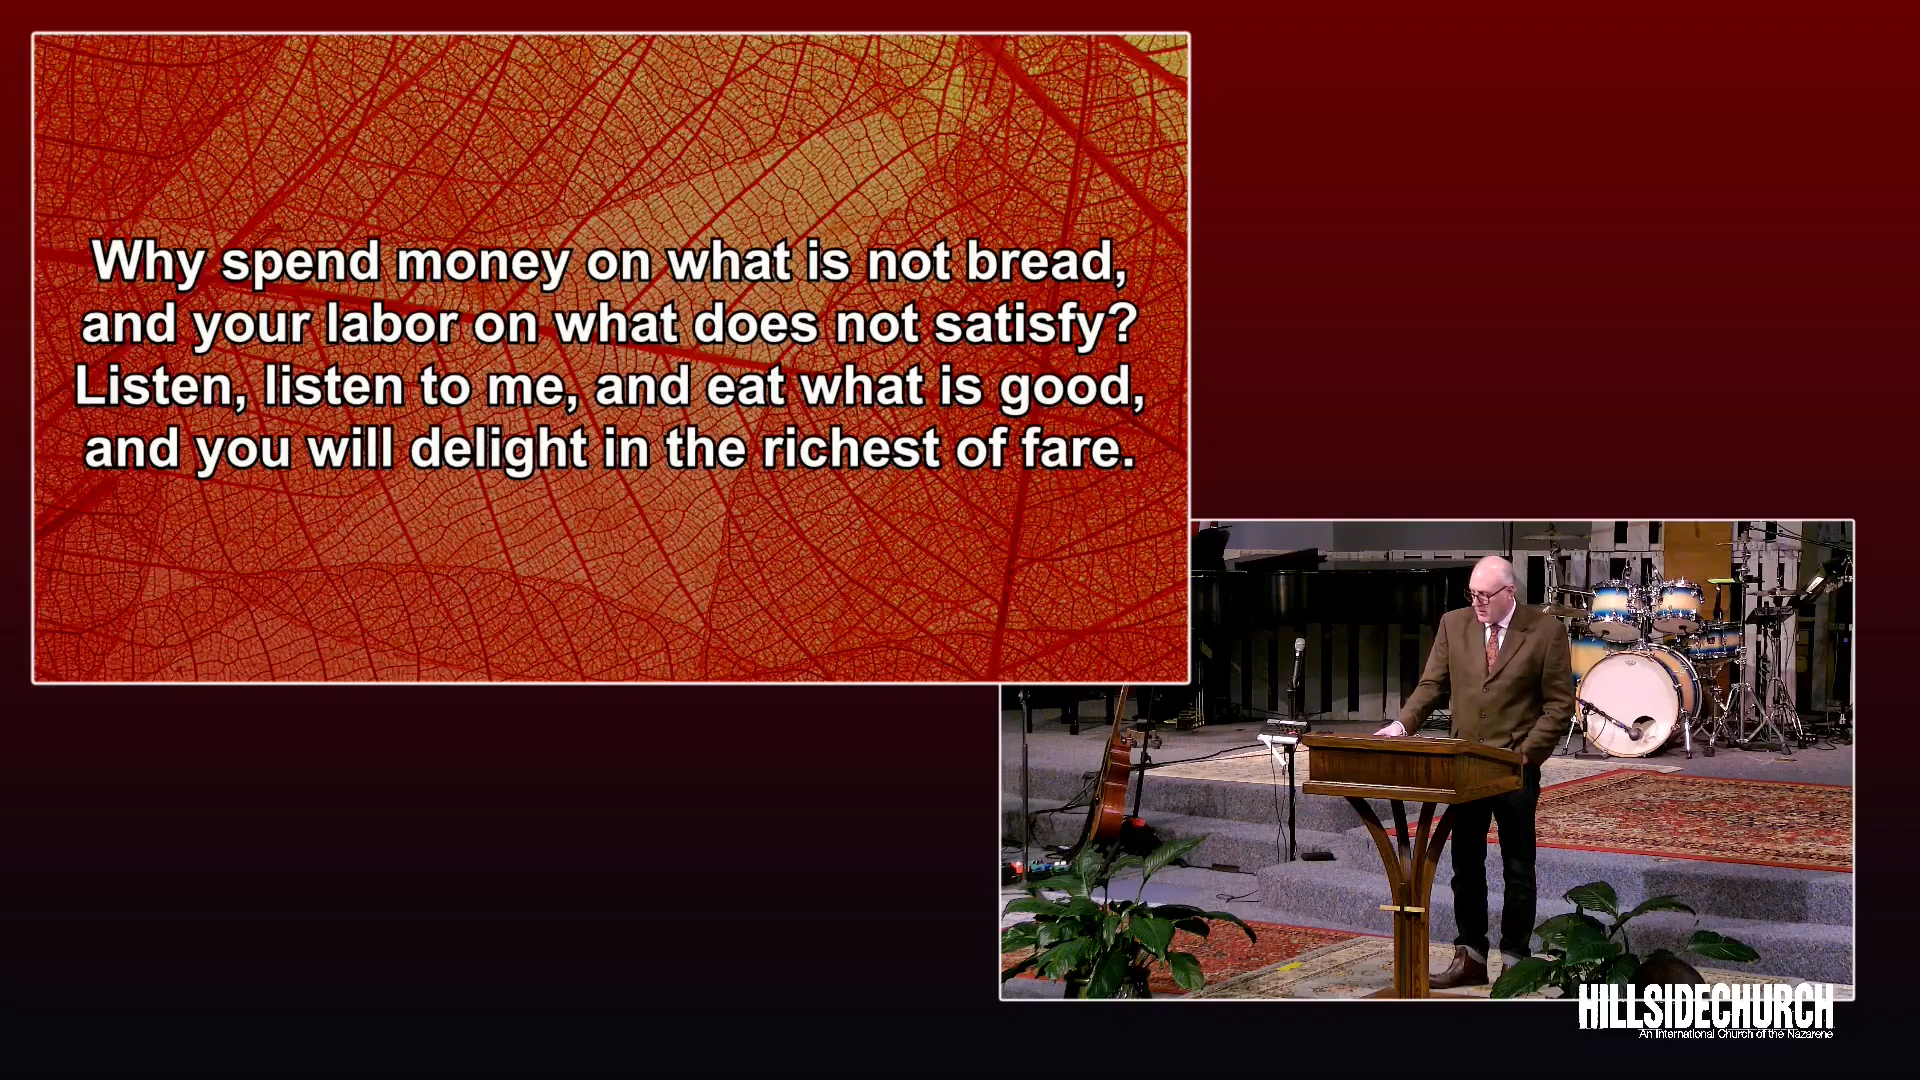 Why spend money on what is not bread,
and your labor on what does not satisfy?
Listen, listen to me, and eat what is good,
and you will delight in the richest of fare.
HILLSIDECHURCH
An International Church of the Nazarene